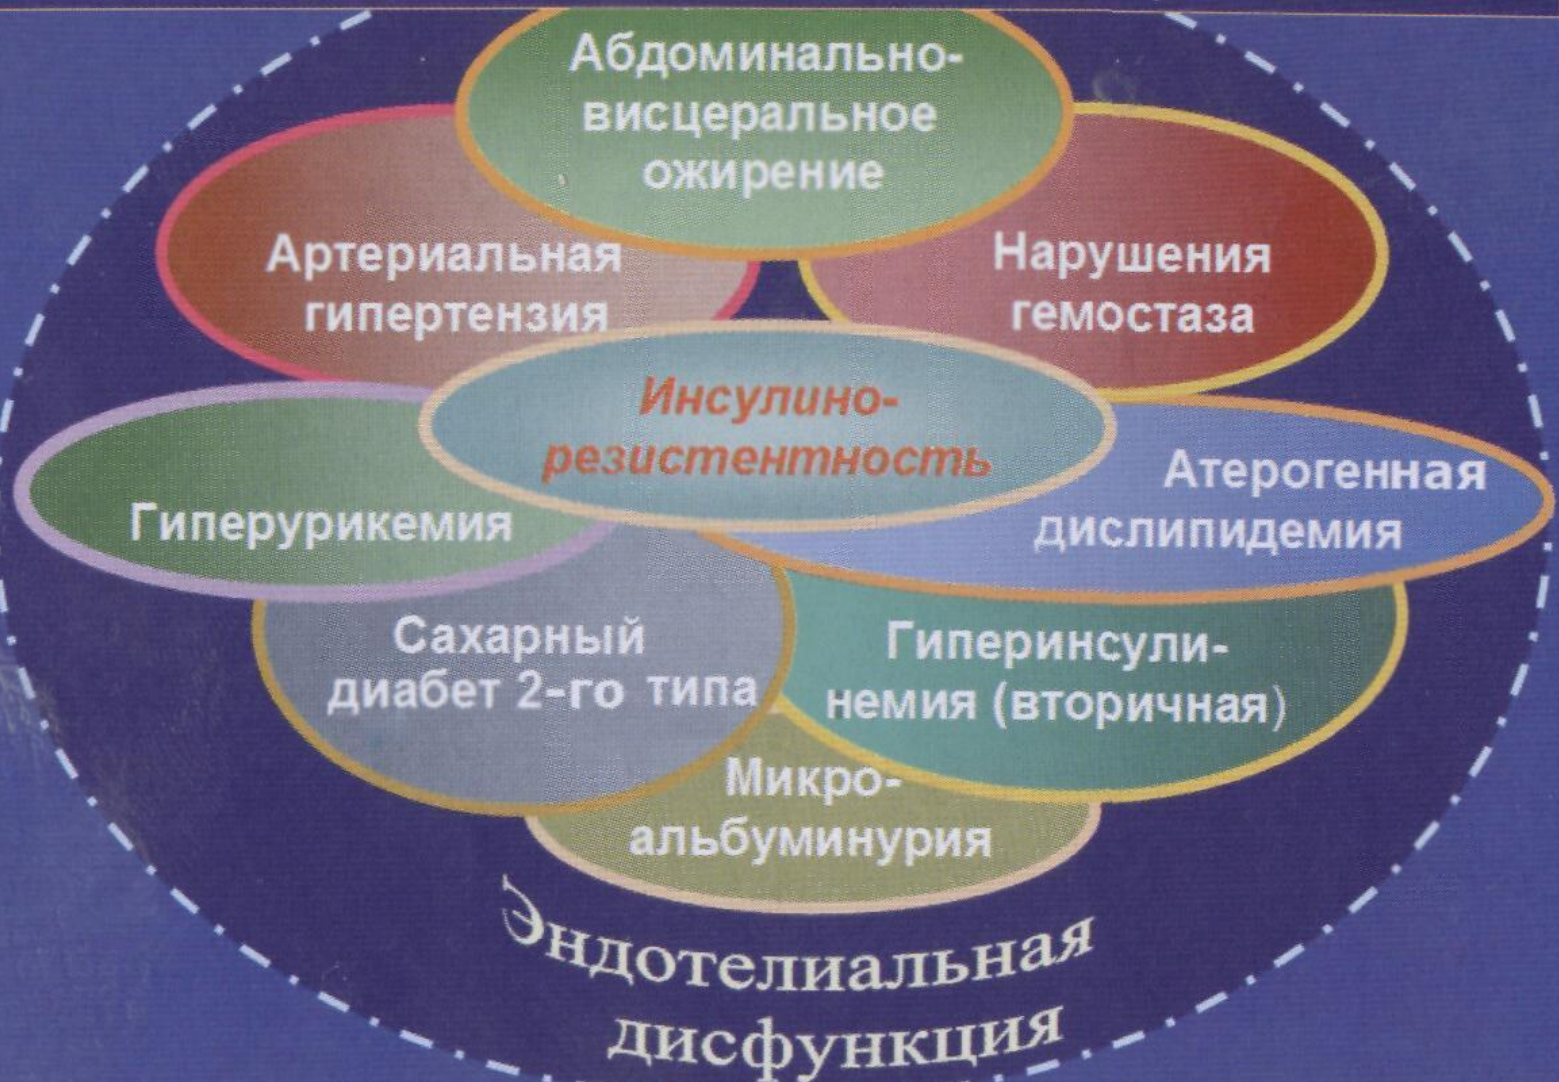 Абдоминально-
висцеральное
ожирение
Артериальная
гипертензия
Нарушения
гемостаза
Инсулино-
резистентность
Гиперурикемия
Атерогенная
дислипидемия
Сахарный
диабет 2-го типа
Гиперинсули-
немия (вторичная)
Микро-
альбуминурия
Эндотелиальная
дисфункция